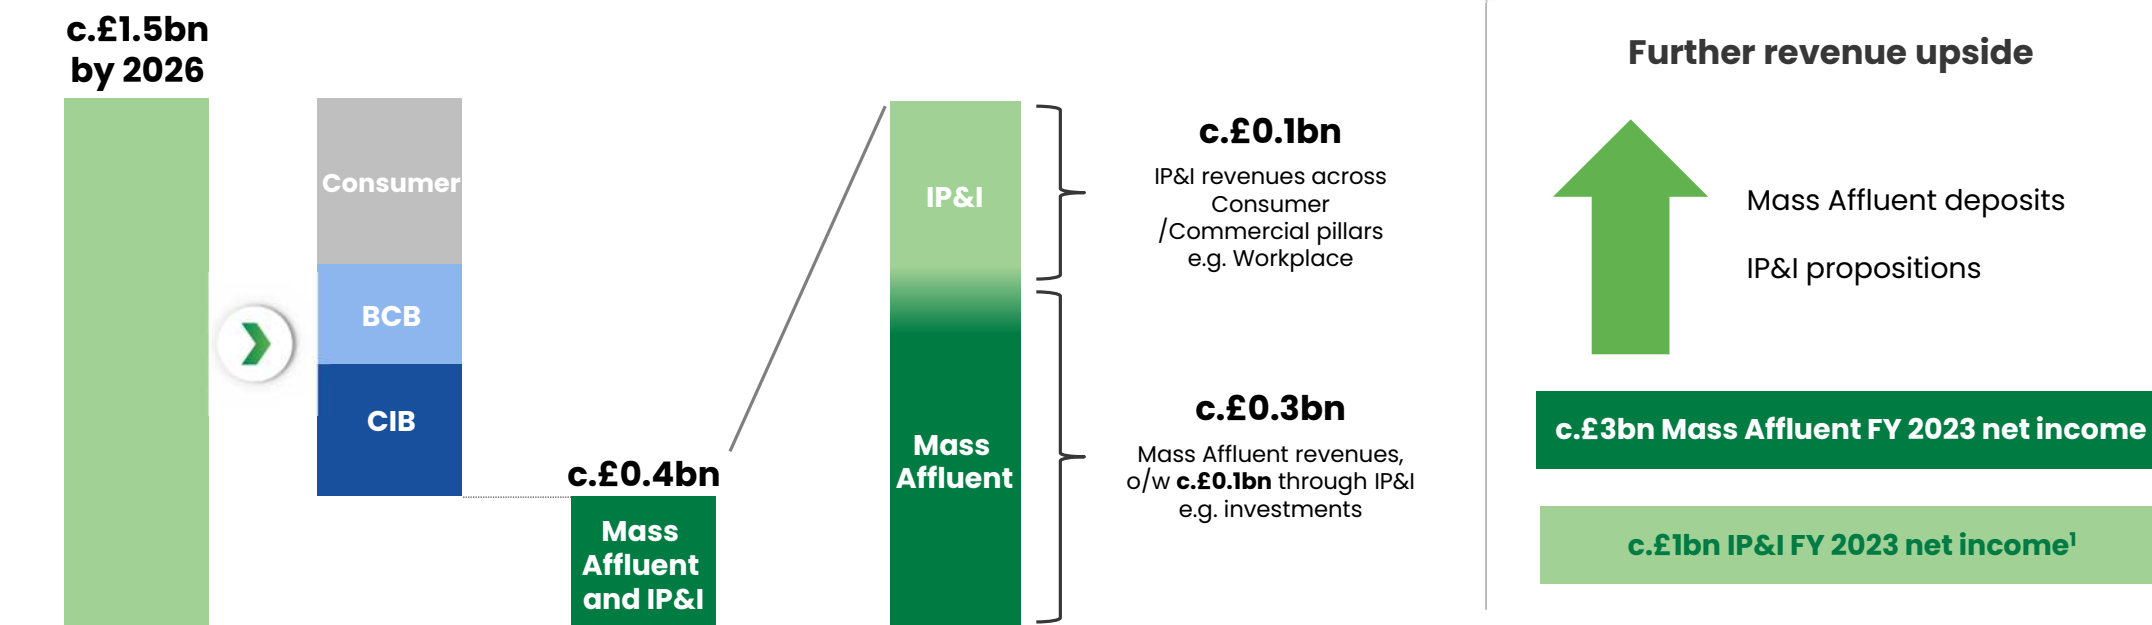 c.£1.5bn
by 2026
Consumer
BCB
CIB
c.£0.4bn
Mass
Affluent
and IP&I
IP&I
Mass
Affluent
c.£0.1bn
IP&I revenues across
Consumer
/Commercial pillars
e.g. Workplace
c.£0.3bn
Mass Affluent revenues,
o/w c.£0.1bn through IP&I
e.g. investments
Further revenue upside
Mass Affluent deposits
IP&I propositions
c.£3bn Mass Affluent FY 2023 net income
c.£1bn IP&I FY 2023 net income¹